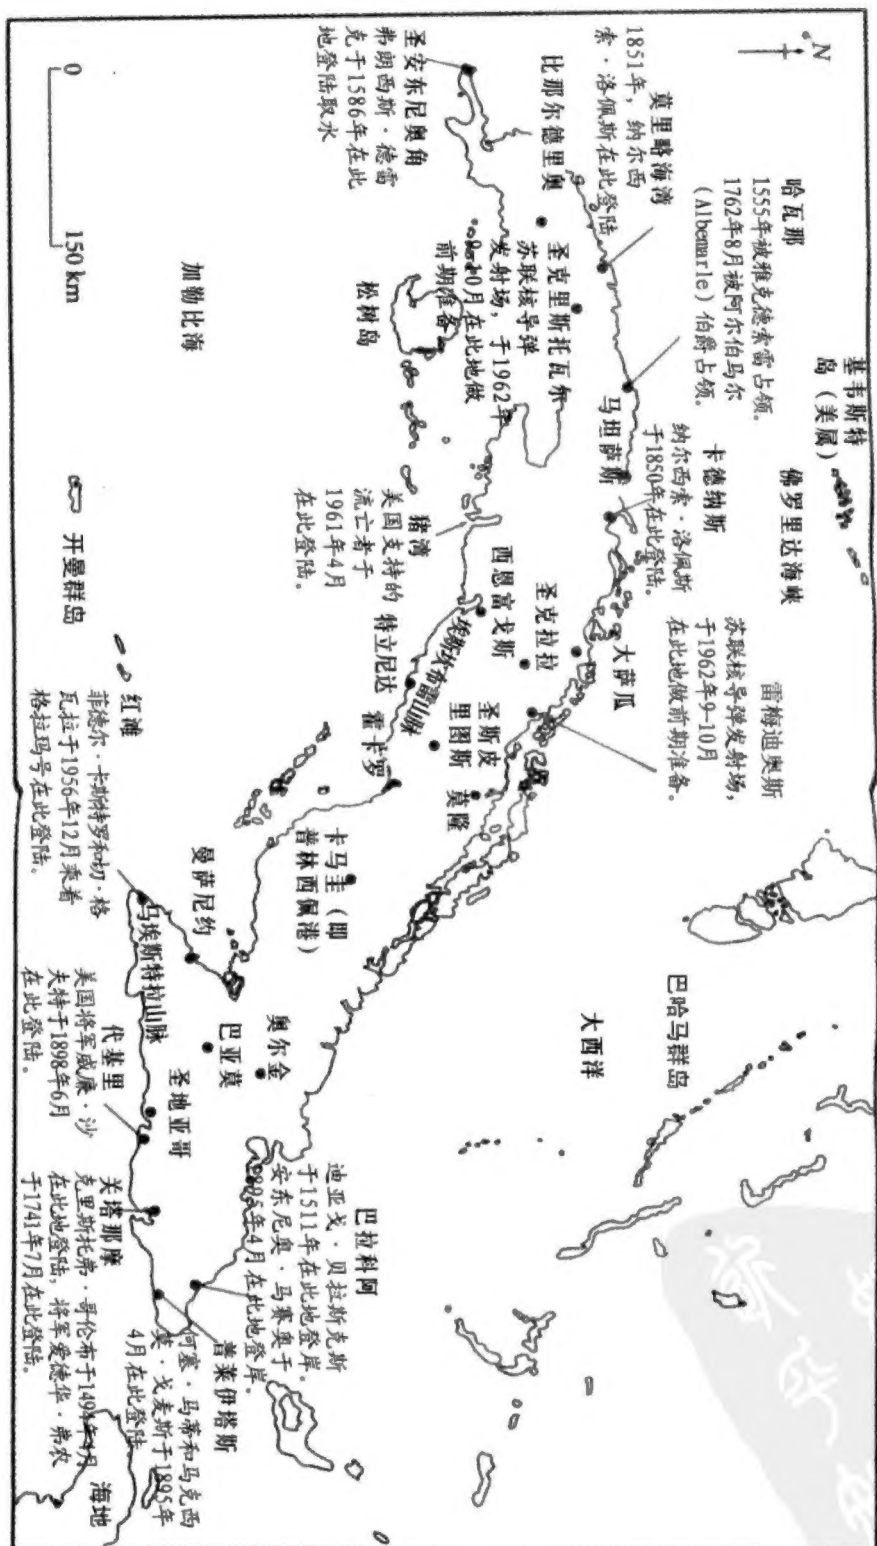 N
0
150 km
圣安东尼奥角
弗朗西斯·德雷
克于1586年在此
地登陆取水
比那尔德里奥
莫里略海湾
1851年，纳尔西
索·洛佩斯在此登陆
哈瓦那
1555年被雅克德索雷占领。
1762年8月被阿尔伯马尔
（Albemarle）伯爵占领。
基韦斯特
岛（美属）
佛罗里达海峡
圣克里斯托瓦尔
苏联核导弹
发射场，于1962年
9-10月在此地做
前期准备
松树岛
加勒比海
马坦萨斯
卡德纳斯
纳尔西索·洛佩斯
于1850年在此登陆。
猪湾
美国支持的
流亡者于
1961年4月
在此登陆。
开曼群岛
西恩富戈斯
圣克拉拉
大萨瓜
雷梅迪奥斯
苏联核导弹发射场，
于1962年9-10月
在此地做前期准备。
特立尼达
霍卡罗
圣斯皮
里图斯
莫隆
卡马圭（即
普林西佩港）
红滩
菲德尔·卡斯特罗和切·格
瓦拉于1956年12月乘着
格拉玛号在此登陆。
曼萨尼约
马埃斯特拉山脉
巴哈马群岛
大西洋
奥尔金
巴亚莫
圣地亚哥
代基里
美国将军威廉·沙
夫特于1898年6月
在此登陆。
巴拉科阿
迪亚戈·贝拉斯克斯
于1511年在此地登岸。
安东尼奥·马赛奥于
1895年4月在此地登岸。
普莱伊塔斯
何塞·马蒂和马克西
莫·戈麦斯于1895年
4月在此登陆
关塔那摩
克里斯托弗·哥伦布于1494年4月
在此地登陆，将军爱德华·弗农
于1741年7月在此登陆。
海地